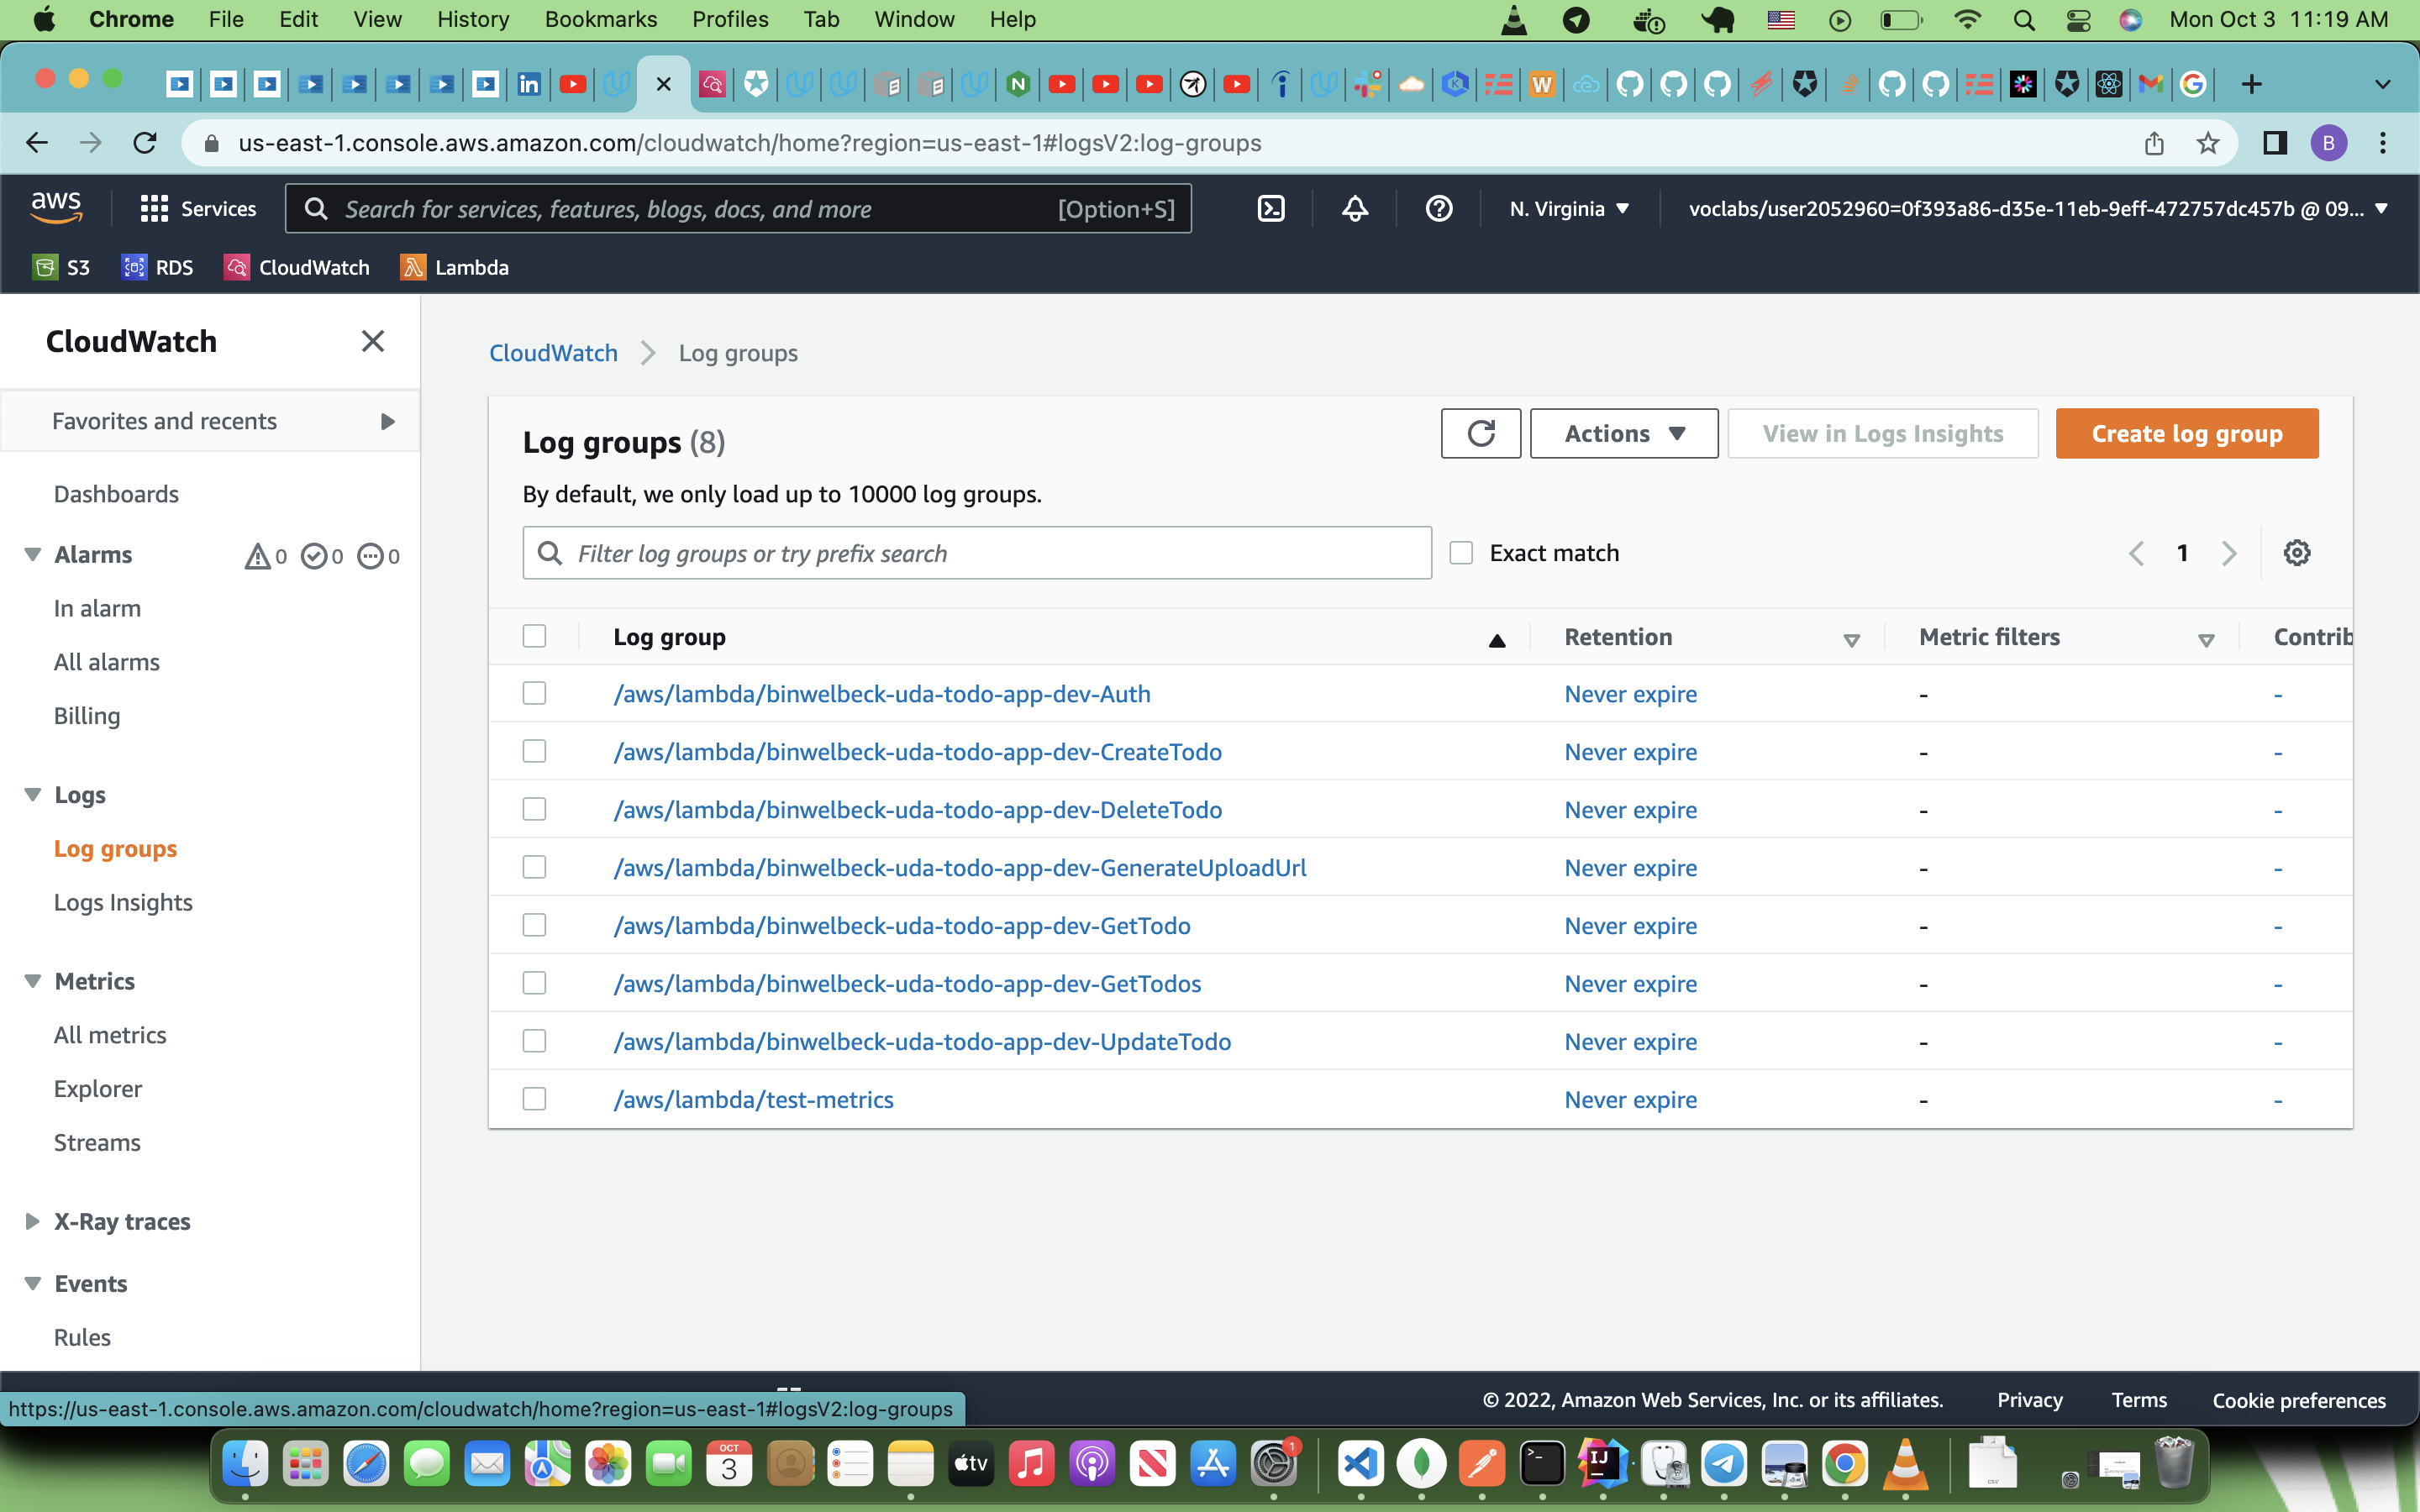 Chrome File Edit View History Bookmarks Profiles Tab Window Help Mon Oct 3 11:19 AM
us-east-1.console.aws.amazon.com/cloudwatch/home?region=us-east-1#logsV2:log-groups B
aws Services Search for services, features, blogs, docs, and more [Option+S] N. Virginia voclabs/user2052960=0f393a86-d35e-11eb-9eff-472757dc457b @ 09...
S3 RDS CloudWatch Lambda
CloudWatch
Favorites and recents
Dashboards
Alarms 0 0 0
In alarm
All alarms
Billing
Logs
Log groups
Logs Insights
Metrics
All metrics
Explorer
Streams
X-Ray traces
Events
Rules
CloudWatch Log groups
Log groups (8) Actions View in Logs Insights Create log group
By default, we only load up to 10000 log groups.
Filter log groups or try prefix search Exact match 1
Log group Retention Metric filters Contrib
/aws/lambda/binwelbeck-uda-todo-app-dev-Auth Never expire - -
/aws/lambda/binwelbeck-uda-todo-app-dev-CreateTodo Never expire - -
/aws/lambda/binwelbeck-uda-todo-app-dev-DeleteTodo Never expire - -
/aws/lambda/binwelbeck-uda-todo-app-dev-GenerateUploadUrl Never expire - -
/aws/lambda/binwelbeck-uda-todo-app-dev-GetTodo Never expire - -
/aws/lambda/binwelbeck-uda-todo-app-dev-GetTodos Never expire - -
/aws/lambda/binwelbeck-uda-todo-app-dev-UpdateTodo Never expire - -
/aws/lambda/test-metrics Never expire - -
© 2022, Amazon Web Services, Inc. or its affiliates. Privacy Terms Cookie preferences
https://us-east-1.console.aws.amazon.com/cloudwatch/home?region=us-east-1#logsV2:log-groups
OCT
3
tv
1
IJ
CSV